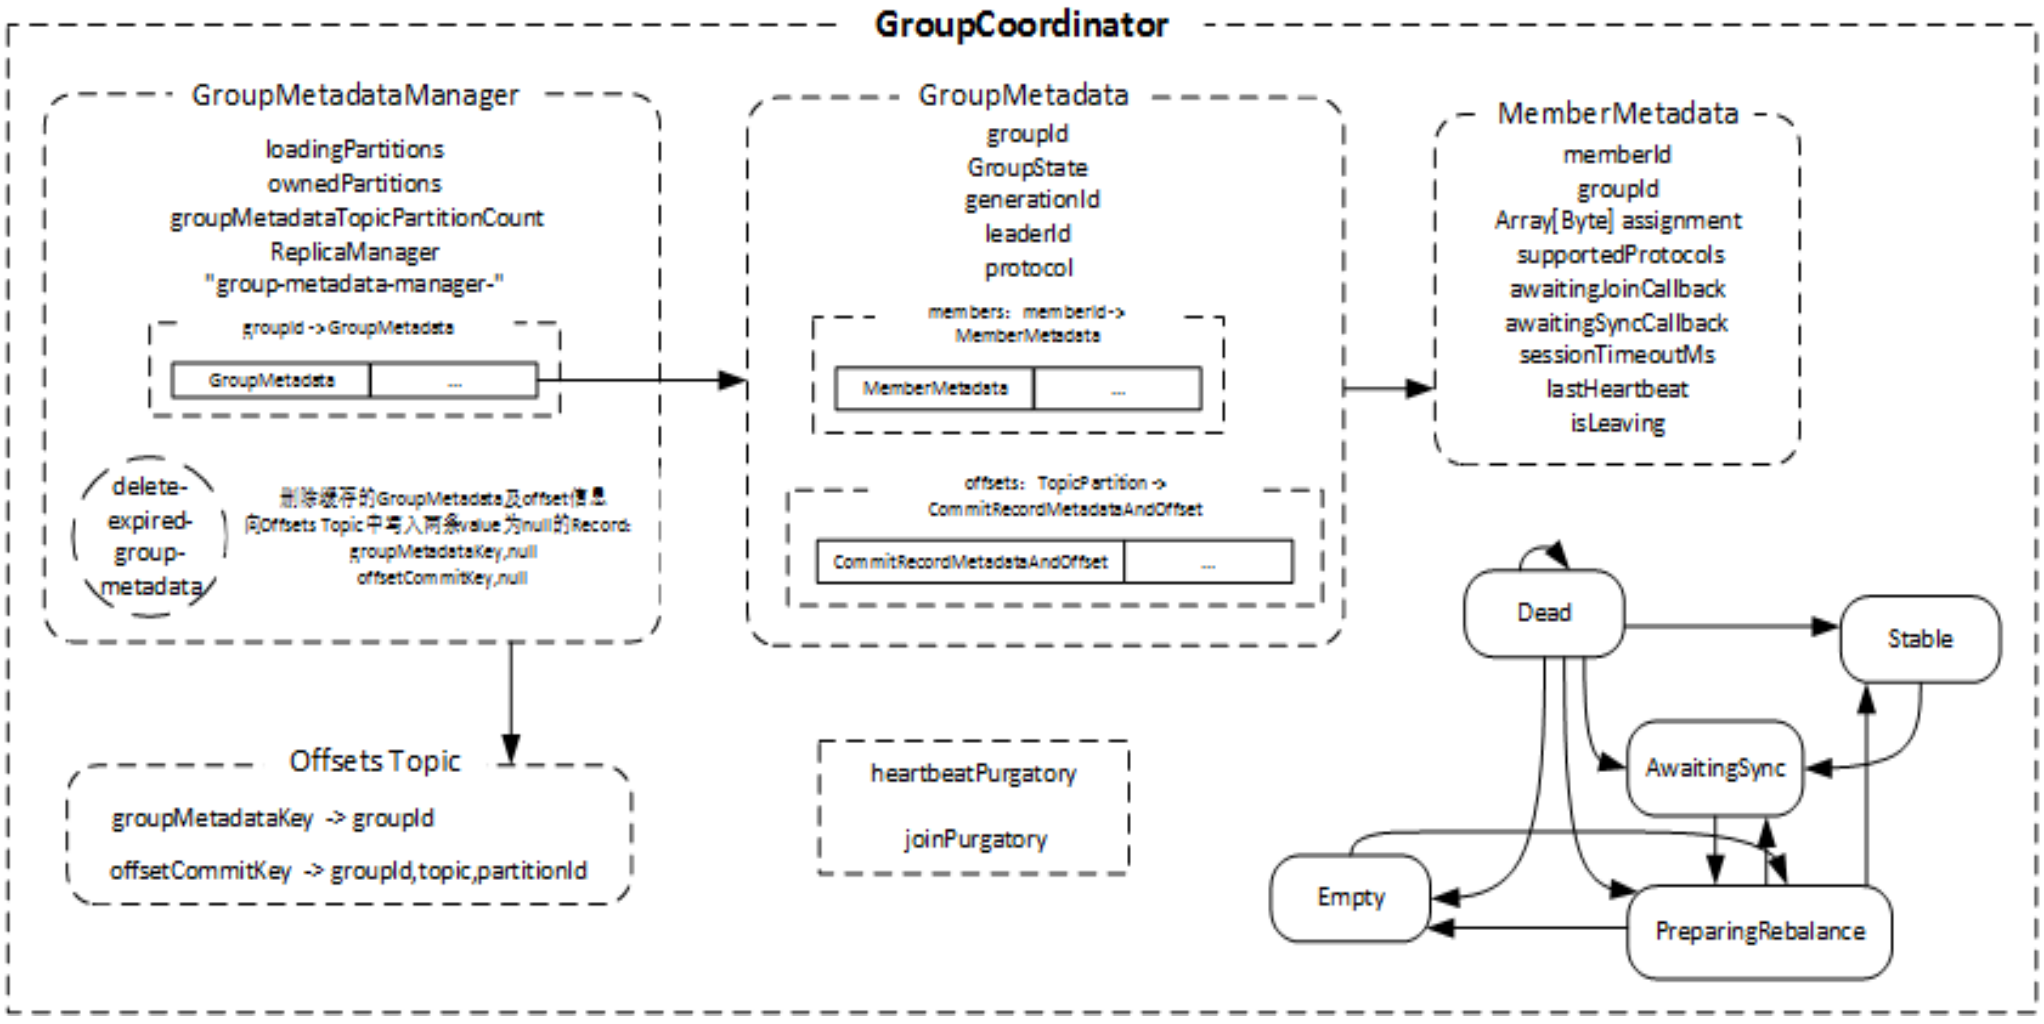 GroupCoordinator
GroupMetadataManager
loadingPartitions
ownedPartitions
groupMetadataTopicPartitionCount
ReplicaManager
"group-metadata-manager-"
groupId -> GroupMetadata
GroupMetadata
...
delete-
expired-
group-
metadata
删除缓存的GroupMetadata及offset信息
向Offsets Topic中写入两条value为null的Record:
groupMetadataKey,null
offsetCommitKey,null
GroupMetadata
groupId
GroupState
generationId
leaderId
protocol
members: memberId->
MemberMetadata
MemberMetadata
...
offsets: TopicPartition ->
CommitRecordMetadataAndOffset
CommitRecordMetadataAndOffset
...
MemberMetadata
memberId
groupId
Array[Byte] assignment
supportedProtocols
awaitingJoinCallback
awaitingSyncCallback
sessionTimeoutMs
lastHeartbeat
isLeaving
Offsets Topic
groupMetadataKey -> groupId
offsetCommitKey -> groupId,topic,partitionId
heartbeatPurgatory
joinPurgatory
Dead
Stable
AwaitingSync
Empty
PreparingRebalance